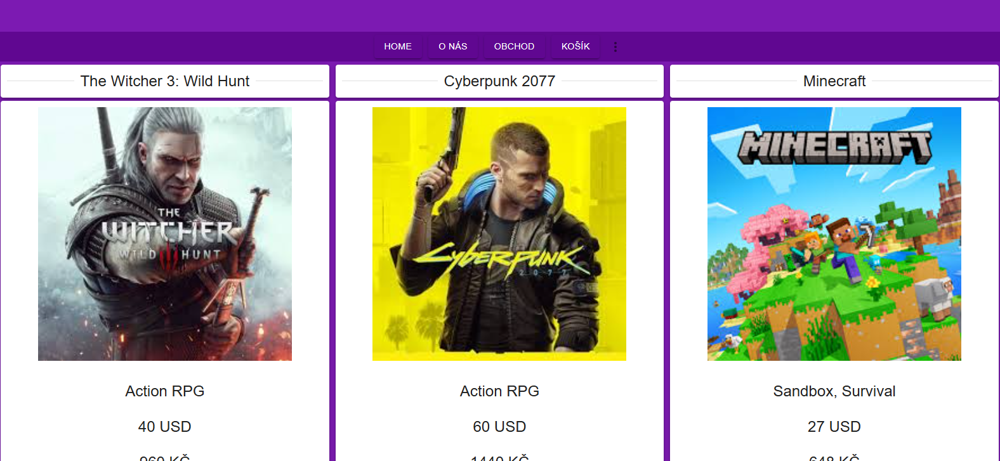 HOME O NÁS OBCHOD KOŠÍK
The Witcher 3: Wild Hunt
Cyberpunk 2077
Minecraft
THE
WITCHER
WILD HUNT
CYBERPUNK
2077
MINECRAFT
Action RPG
Action RPG
Sandbox, Survival
40 USD
60 USD
27 USD
960 KČ
1440 KČ
648 KČ